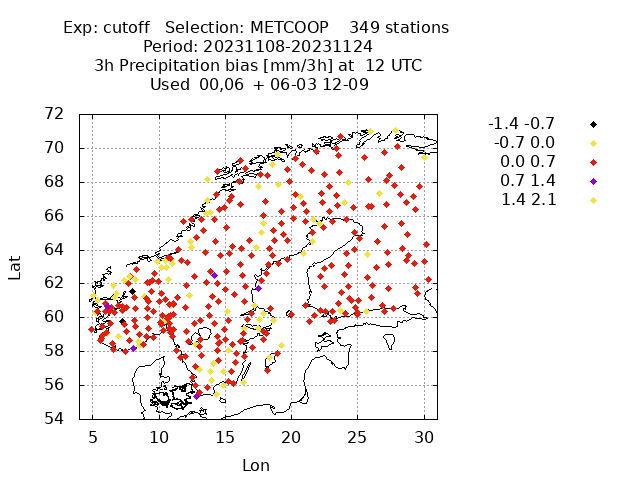 Exp: cutoff Selection: METCOOP 349 stations
Period: 20231108-20231124
3h Precipitation bias [mm/3h] at 12 UTC
Used 00,06 + 06-03 12-09
-1.4 -0.7
-0.7 0.0
0.0 0.7
0.7 1.4
1.4 2.1
72
70
68
66
64
62
60
58
56
54
Lat
5 10 15 20 25 30
Lon